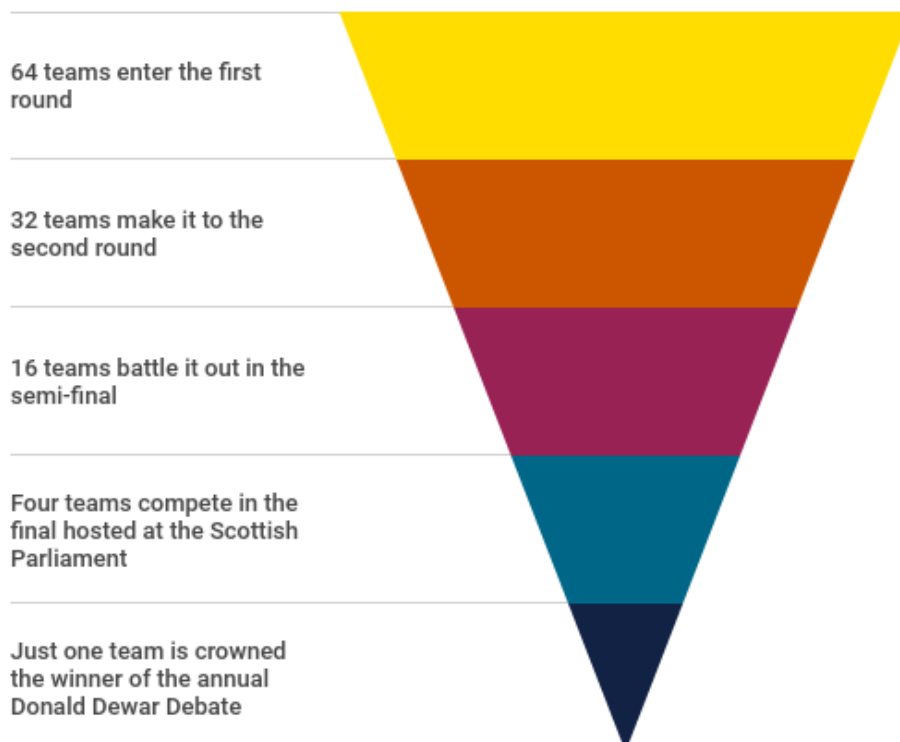 64 teams enter the first
round
32 teams make it to the
second round
16 teams battle it out in the
semi-final
Four teams compete in the
final hosted at the Scottish
Parliament
Just one team is crowned
the winner of the annual
Donald Dewar Debate